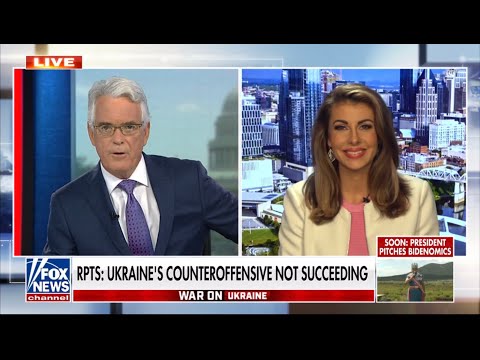 LIVE
SOON: PRESIDENT
PITCHES BIDENOMICS
FOX
NEWS
channel
RPTS: UKRAINE'S COUNTEROFFENSIVE NOT SUCCEEDING
WAR ON UKRAINE